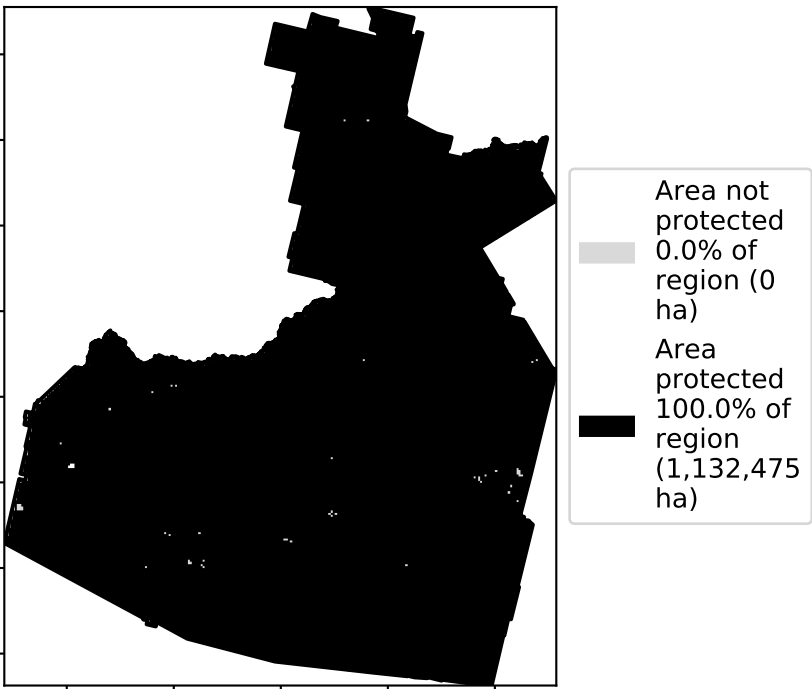 Area not
protected
0.0% of
region (0
ha)
Area
protected
100.0% of
region
(1,132,475
ha)